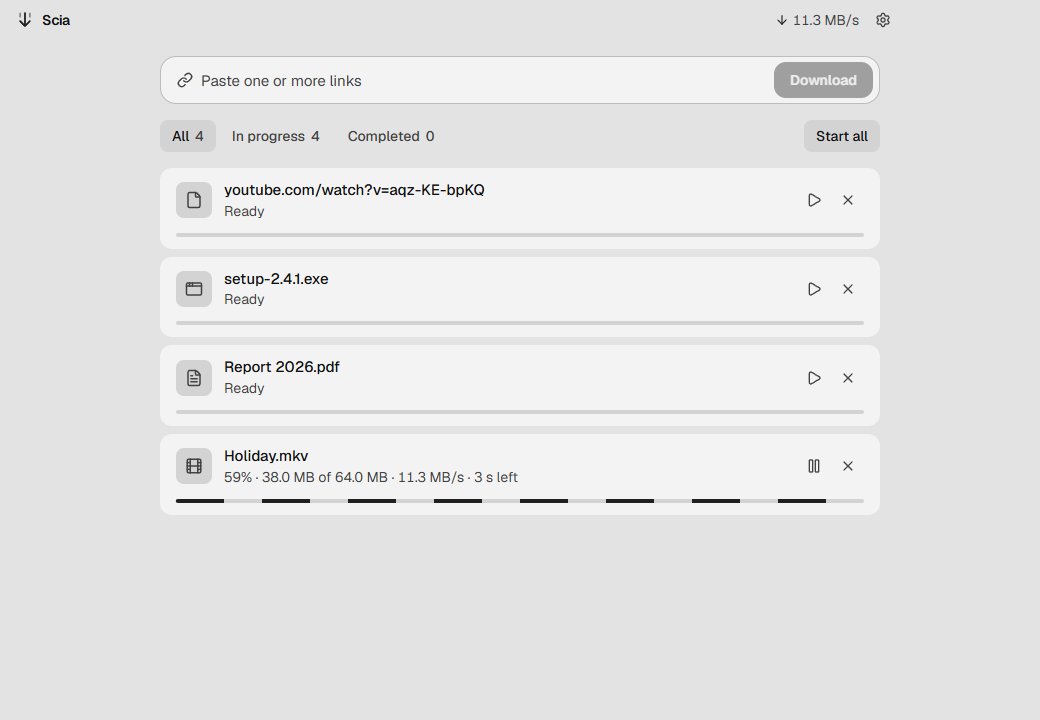 Scia
11.3 MB/s
Paste one or more links
Download
All 4
In progress 4
Completed 0
Start all
youtube.com/watch?v=aqz-KE-bpKQ
Ready
setup-2.4.1.exe
Ready
Report 2026.pdf
Ready
Holiday.mkv
59% · 38.0 MB of 64.0 MB · 11.3 MB/s · 3 s left